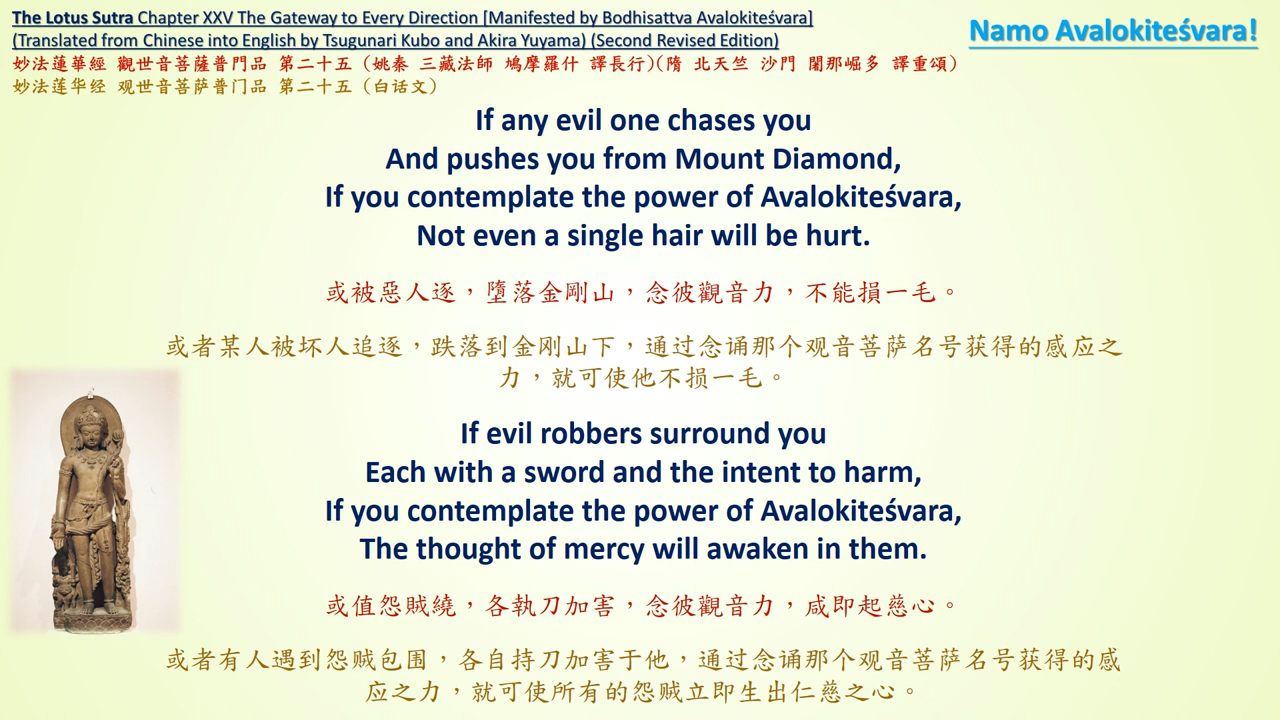 The Lotus Sutra Chapter XXV The Gateway to Every Direction [Manifested by Bodhisattva Avalokiteśvara]
(Translated from Chinese into English by Tsugunari Kubo and Akira Yuyama) (Second Revised Edition)
妙法蓮華經 觀世音菩薩普門品 第二十五 (姚秦 三藏法師 鳩摩羅什 譯長行)(隋 北天竺 沙門 闍那崛多 譯重頌)
妙法莲华经 观世音菩萨普门品 第二十五 (白话文)
Namo Avalokiteśvara!
If any evil one chases you
And pushes you from Mount Diamond,
If you contemplate the power of Avalokiteśvara,
Not even a single hair will be hurt.
或被惡人逐，墮落金剛山，念彼觀音力，不能損一毛。
或者某人被坏人追逐，跌落到金刚山下，通过念诵那个观音菩萨名号获得的感应之
力，就可使他不损一毛。
If evil robbers surround you
Each with a sword and the intent to harm,
If you contemplate the power of Avalokiteśvara,
The thought of mercy will awaken in them.
或值怨賊繞，各執刀加害，念彼觀音力，咸即起慈心。
或者有人遇到怨贼包围，各自持刀加害于他，通过念诵那个观音菩萨名号获得的感
应之力，就可使所有的怨贼立即生出仁慈之心。